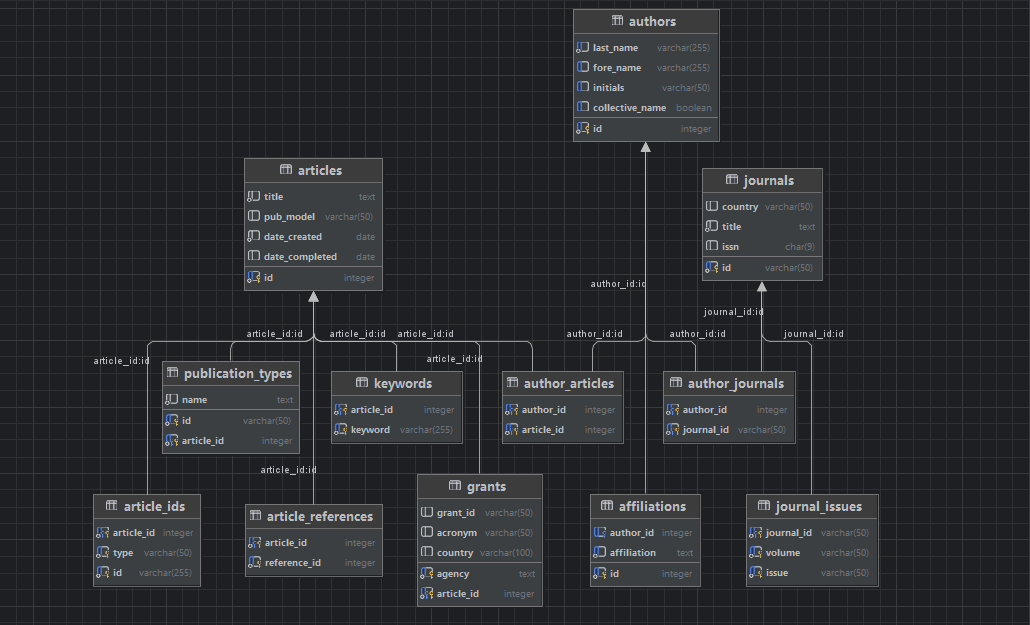 authors
last_name varchar(255)
fore_name varchar(255)
initials varchar(50)
collective_name boolean
id integer
articles
title text
pub_model varchar(50)
date_created date
date_completed date
id integer
journals
country varchar(50)
title text
issn char(9)
id varchar(50)
author_id:id
journal_id:id
article_id:id
article_id:id
article_id:id
author_id:id
author_id:id
journal_id:id
article_id:id
article_id:id
publication_types
name text
id varchar(50)
article_id integer
keywords
article_id integer
keyword varchar(255)
author_articles
author_id integer
article_id integer
author_journals
author_id integer
journal_id varchar(50)
article_id:id
article_ids
article_id integer
type varchar(50)
id varchar(255)
article_references
article_id integer
reference_id integer
grants
grant_id varchar(50)
acronym varchar(50)
country varchar(100)
agency text
article_id integer
affiliations
author_id integer
affiliation text
id integer
journal_issues
journal_id varchar(50)
volume varchar(50)
issue varchar(50)